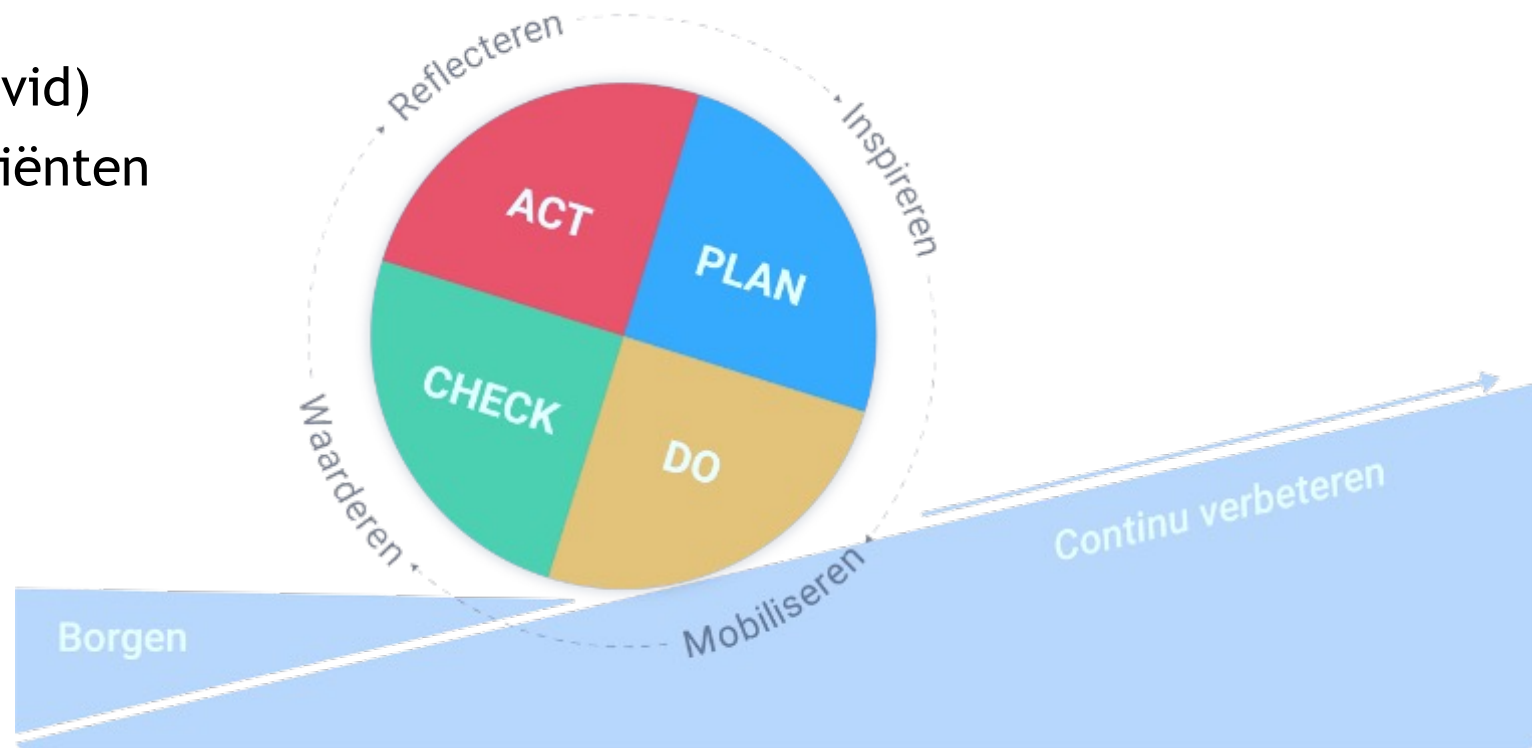 vid)
iënten
Reflecteren
Inspireren
ACT
PLAN
CHECK
DO
Waarderen
Mobiliseren
Continu verbeteren
Borgen